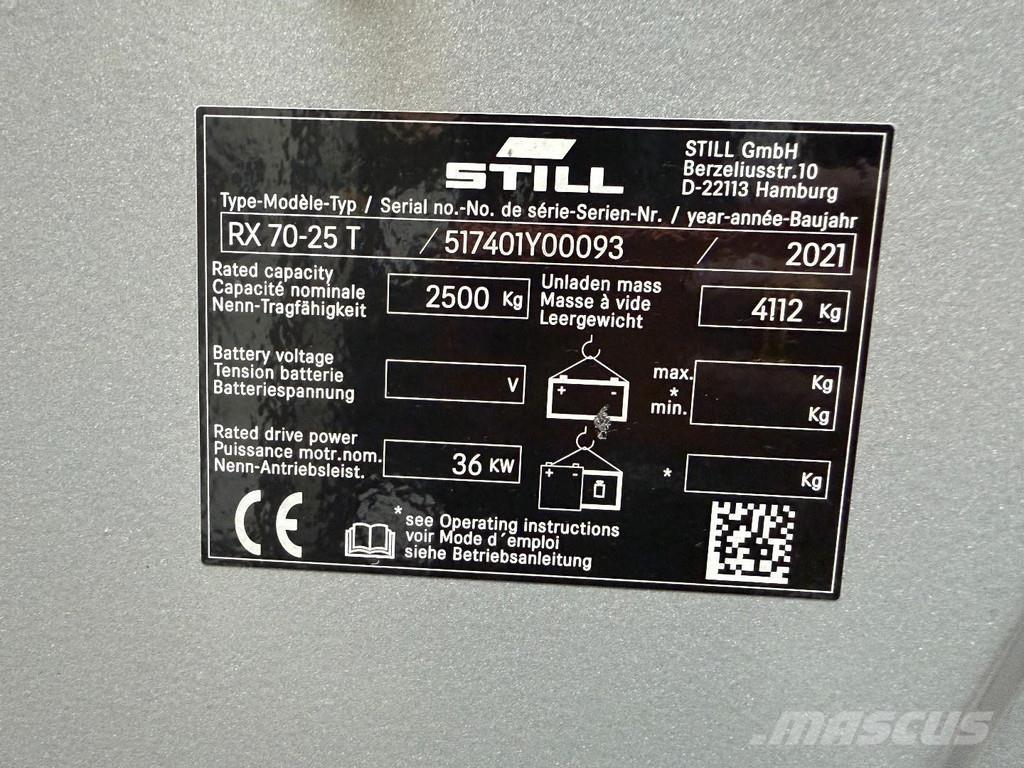 STILL
STILL GmbH
Berzeliusstr.10
D-22113 Hamburg
Type-Modèle-Typ / Serial no.-No. de série-Serien-Nr. / year-année-Baujahr
RX 70-25 T / 517401Y00093 / 2021
Rated capacity
Capacité nominale
Nenn-Tragfähigkeit
2500 Kg
Unladen mass
Masse à vide
Leergewicht
4112 Kg
Battery voltage
Tension batterie
Batteriespannung
V
+ -
max.
*
min.
Kg
Kg
Rated drive power
Puissance motr.nom.
Nenn-Antriebsleist.
36 KW
+ -
* Kg
CE
* see Operating instructions
voir Mode d´emploi
siehe Betriebsanleitung
mascus